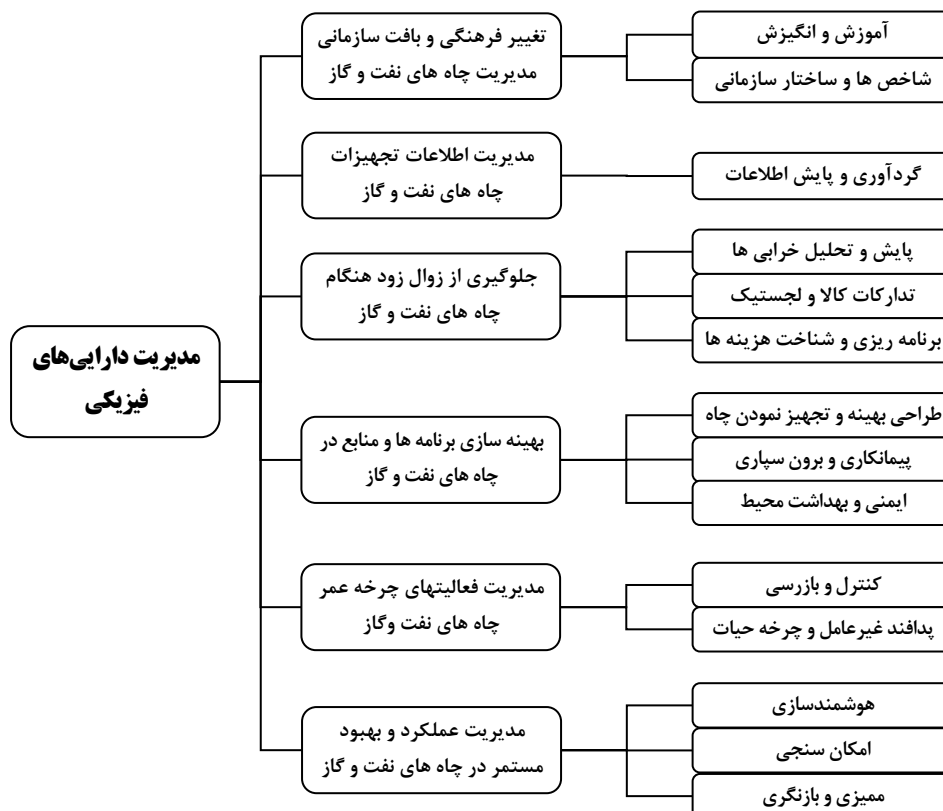 مدیریت دارایی‌های
فیزیکی
تغییر فرهنگی و بافت سازمانی
مدیریت چاه های نفت و گاز
آموزش و انگیزش
شاخص ها و ساختار سازمانی
مدیریت اطلاعات تجهیزات
چاه های نفت و گاز
گردآوری و پایش اطلاعات
جلوگیری از زوال زود هنگام
چاه های نفت و گاز
پایش و تحلیل خرابی ها
تدارکات کالا و لجستیک
برنامه ریزی و شناخت هزینه ها
بهینه سازی برنامه ها و منابع در
چاه های نفت و گاز
طراحی بهینه و تجهیز نمودن چاه
پیمانکاری و برون سپاری
ایمنی و بهداشت محیط
مدیریت فعالیتهای چرخه عمر
چاه های نفت وگاز
کنترل و بازرسی
پدافند غیرعامل و چرخه حیات
مدیریت عملکرد و بهبود
مستمر در چاه های نفت و گاز
هوشمندسازی
امکان سنجی
ممیزی و بازنگری